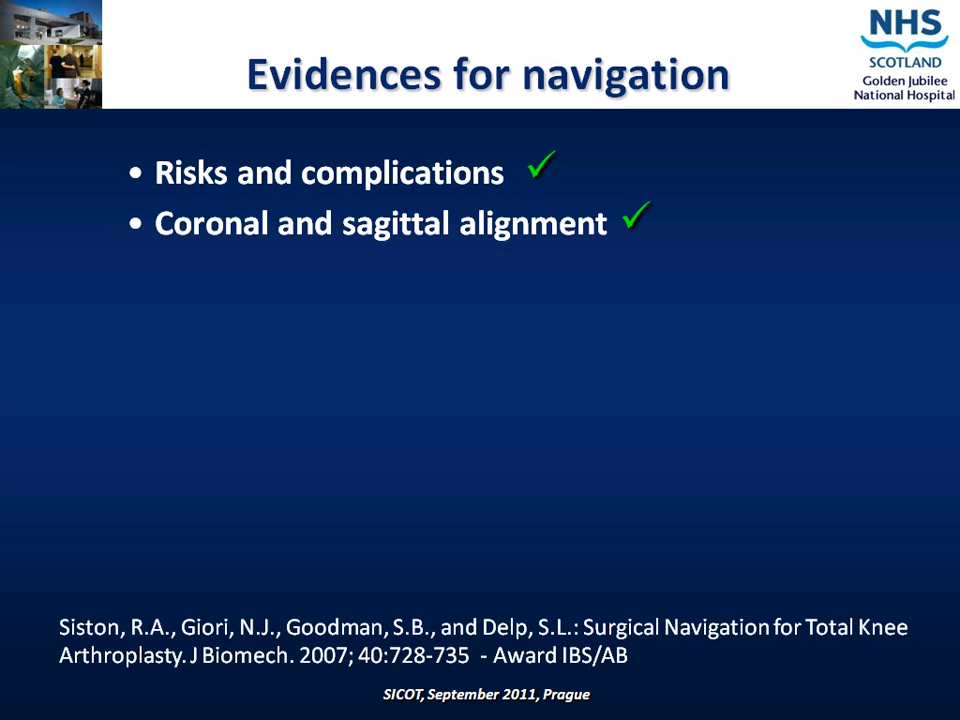 Evidences for navigation
NHS
SCOTLAND
Golden Jubilee
National Hospital
• Risks and complications ✓
• Coronal and sagittal alignment ✓
Siston, R.A., Giori, N.J., Goodman, S.B., and Delp, S.L.: Surgical Navigation for Total Knee
Arthroplasty. J Biomech. 2007; 40:728-735 - Award IBS/AB
SICOT, September 2011, Prague